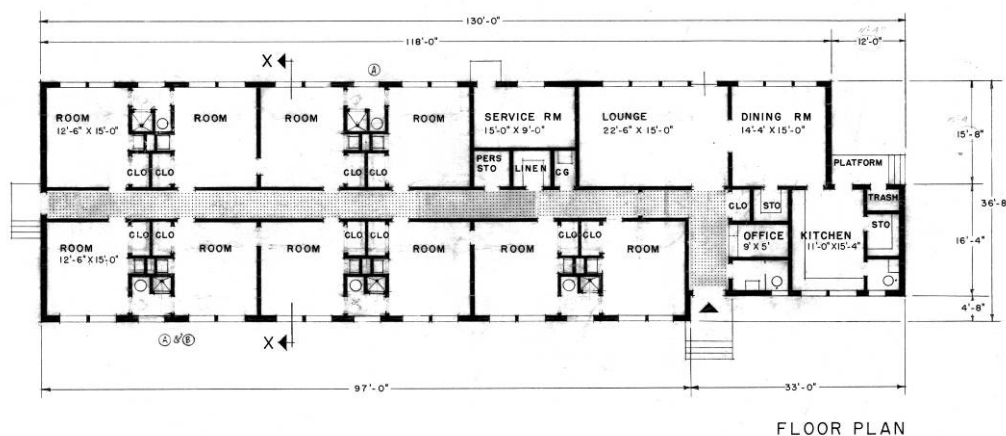 130'-0"
118'-0"
12'-0"
X
A
ROOM
12'-6" X 15'-0"
ROOM
ROOM
ROOM
SERVICE RM
15'-0" X 9'-0"
LOUNGE
22'-6" X 15'-0"
DINING RM
14'-4" X 15'-0"
15'-8"
CLO
CLO
CLO
CLO
PERS
STO
LINEN
CG
PLATFORM
TRASH
36'-8
CLO
STO
STO
CLO
CLO
CLO
CLO
CLO
CLO
ROOM
12'-6" X 15'-0"
ROOM
ROOM
ROOM
ROOM
ROOM
OFFICE
9' X 5'
KITCHEN
11'-0" X 15'-4"
16'-4"
4'-8"
A & B
X
97'-0"
33'-0"
FLOOR PLAN